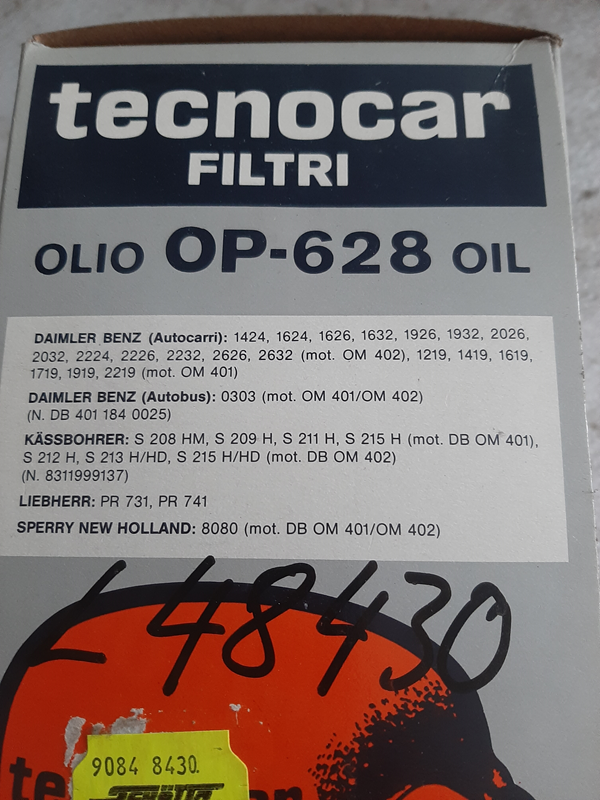 tecnocar
FILTRI
OLIO OP-628 OIL
DAIMLER BENZ (Autocarri): 1424, 1624, 1626, 1632, 1926, 1932, 2026,
2032, 2224, 2226, 2232, 2626, 2632 (mot. OM 402), 1219, 1419, 1619,
1719, 1919, 2219 (mot. OM 401)
DAIMLER BENZ (Autobus): 0303 (mot. OM 401/OM 402)
(N. DB 401 184 0025)
KÄSSBOHRER: S 208 HM, S 209 H, S 211 H, S 215 H (mot. DB OM 401),
S 212 H, S 213 H/HD, S 215 H/HD (mot. DB OM 402)
(N. 8311999137)
LIEBHERR: PR 731, PR 741
SPERRY NEW HOLLAND: 8080 (mot. DB OM 401/OM 402)
L 48430
9084 8430.